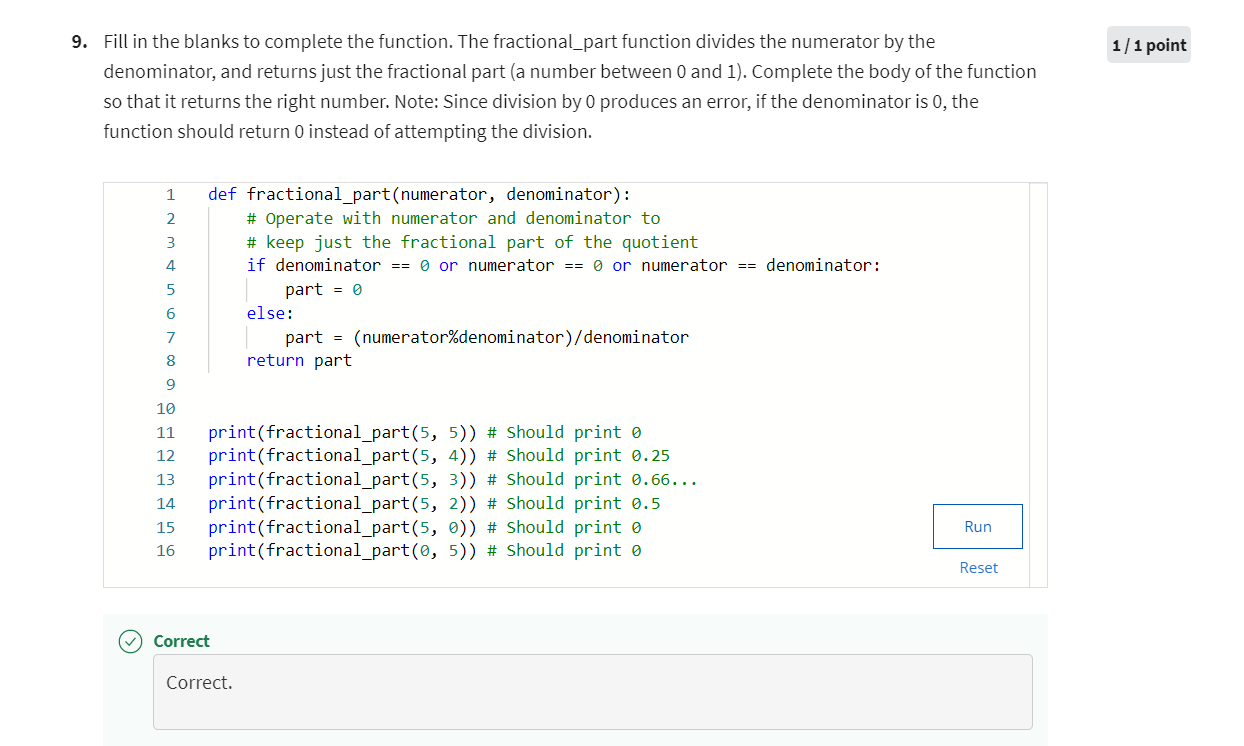 9. Fill in the blanks to complete the function. The fractional_part function divides the numerator by the
1 / 1 point
denominator, and returns just the fractional part (a number between 0 and 1). Complete the body of the function
so that it returns the right number. Note: Since division by 0 produces an error, if the denominator is 0, the
function should return 0 instead of attempting the division.
1 def fractional_part(numerator, denominator):
2     # Operate with numerator and denominator to
3     # keep just the fractional part of the quotient
4     if denominator == 0 or numerator == 0 or numerator == denominator:
5         part = 0
6     else:
7         part = (numerator%denominator)/denominator
8     return part
9
10
11 print(fractional_part(5, 5)) # Should print 0
12 print(fractional_part(5, 4)) # Should print 0.25
13 print(fractional_part(5, 3)) # Should print 0.66...
14 print(fractional_part(5, 2)) # Should print 0.5
15 print(fractional_part(5, 0)) # Should print 0
16 print(fractional_part(0, 5)) # Should print 0
Run
Reset
Correct
Correct.